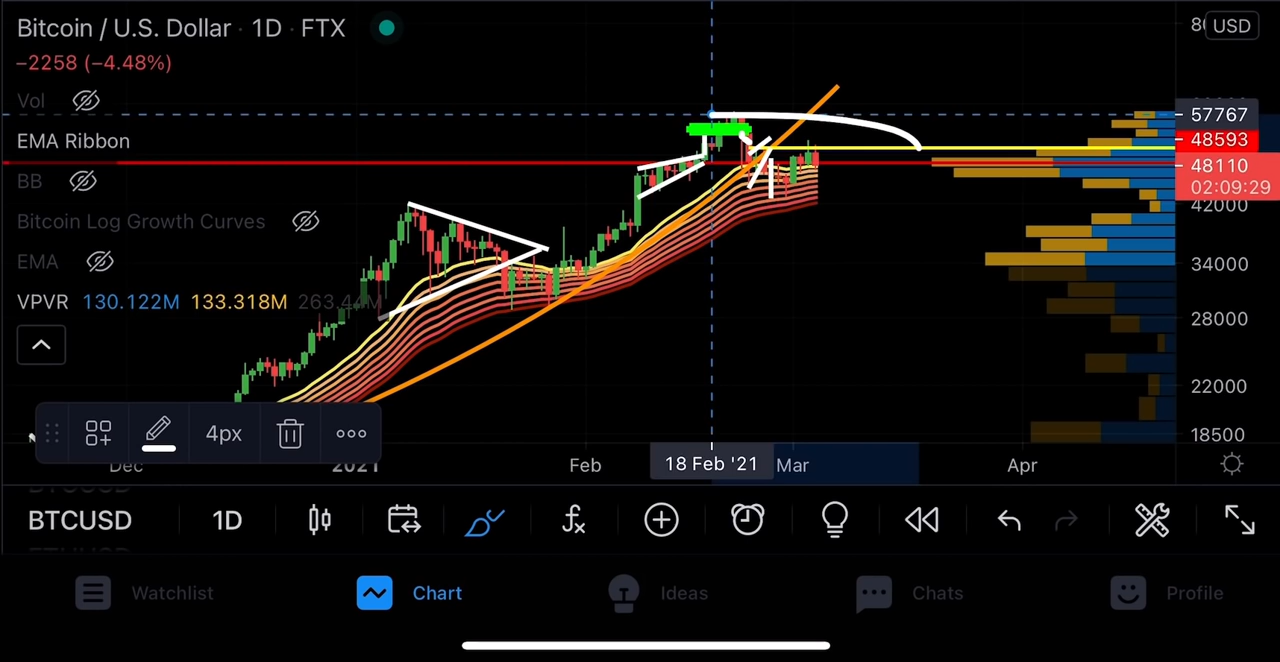 Bitcoin / U.S. Dollar · 1D · FTX
USD
−2258 (−4.48%)
Vol
57767
EMA Ribbon
48593
48110
BB
02:09:29
42000
Bitcoin Log Growth Curves
EMA
34000
VPVR 130.122M 133.318M
28000
22000
4px
18500
Dec 2021 Feb 18 Feb '21 Mar Apr
BTCUSD 1D
Watchlist Chart Ideas Chats Profile